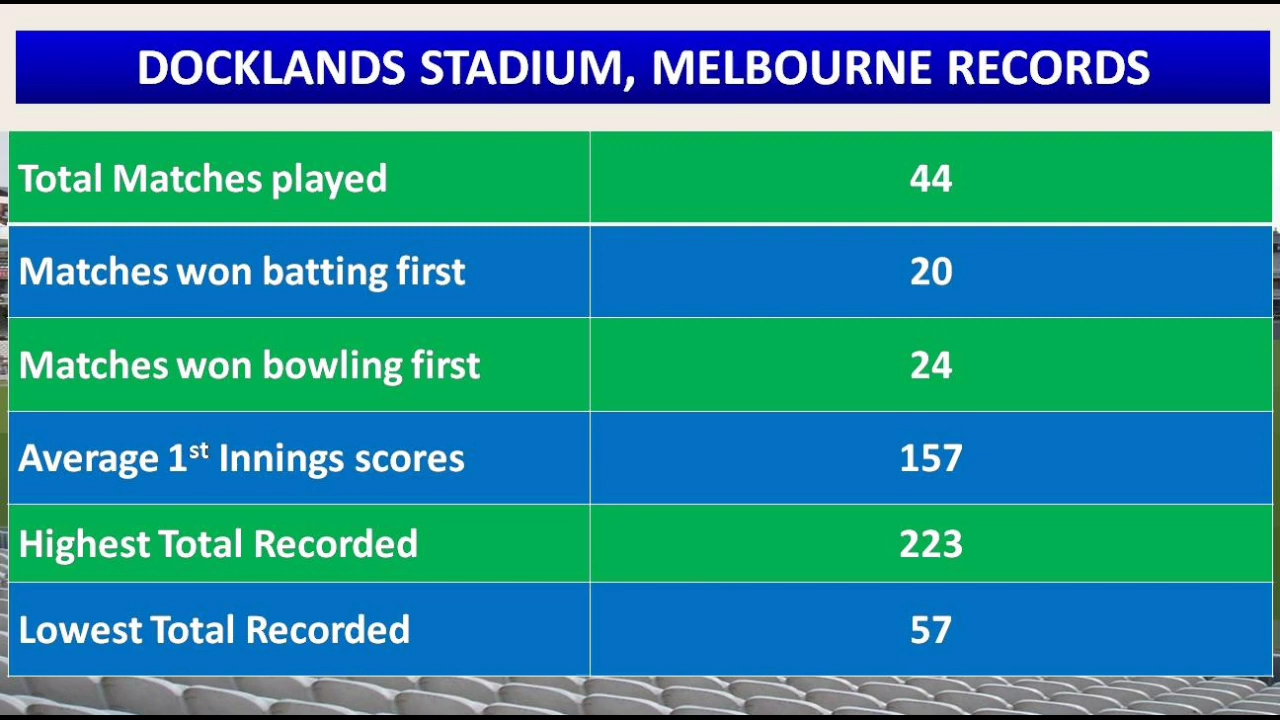 DOCKLANDS STADIUM, MELBOURNE RECORDS
Total Matches played 44
Matches won batting first 20
Matches won bowling first 24
Average 1st Innings scores 157
Highest Total Recorded 223
Lowest Total Recorded 57